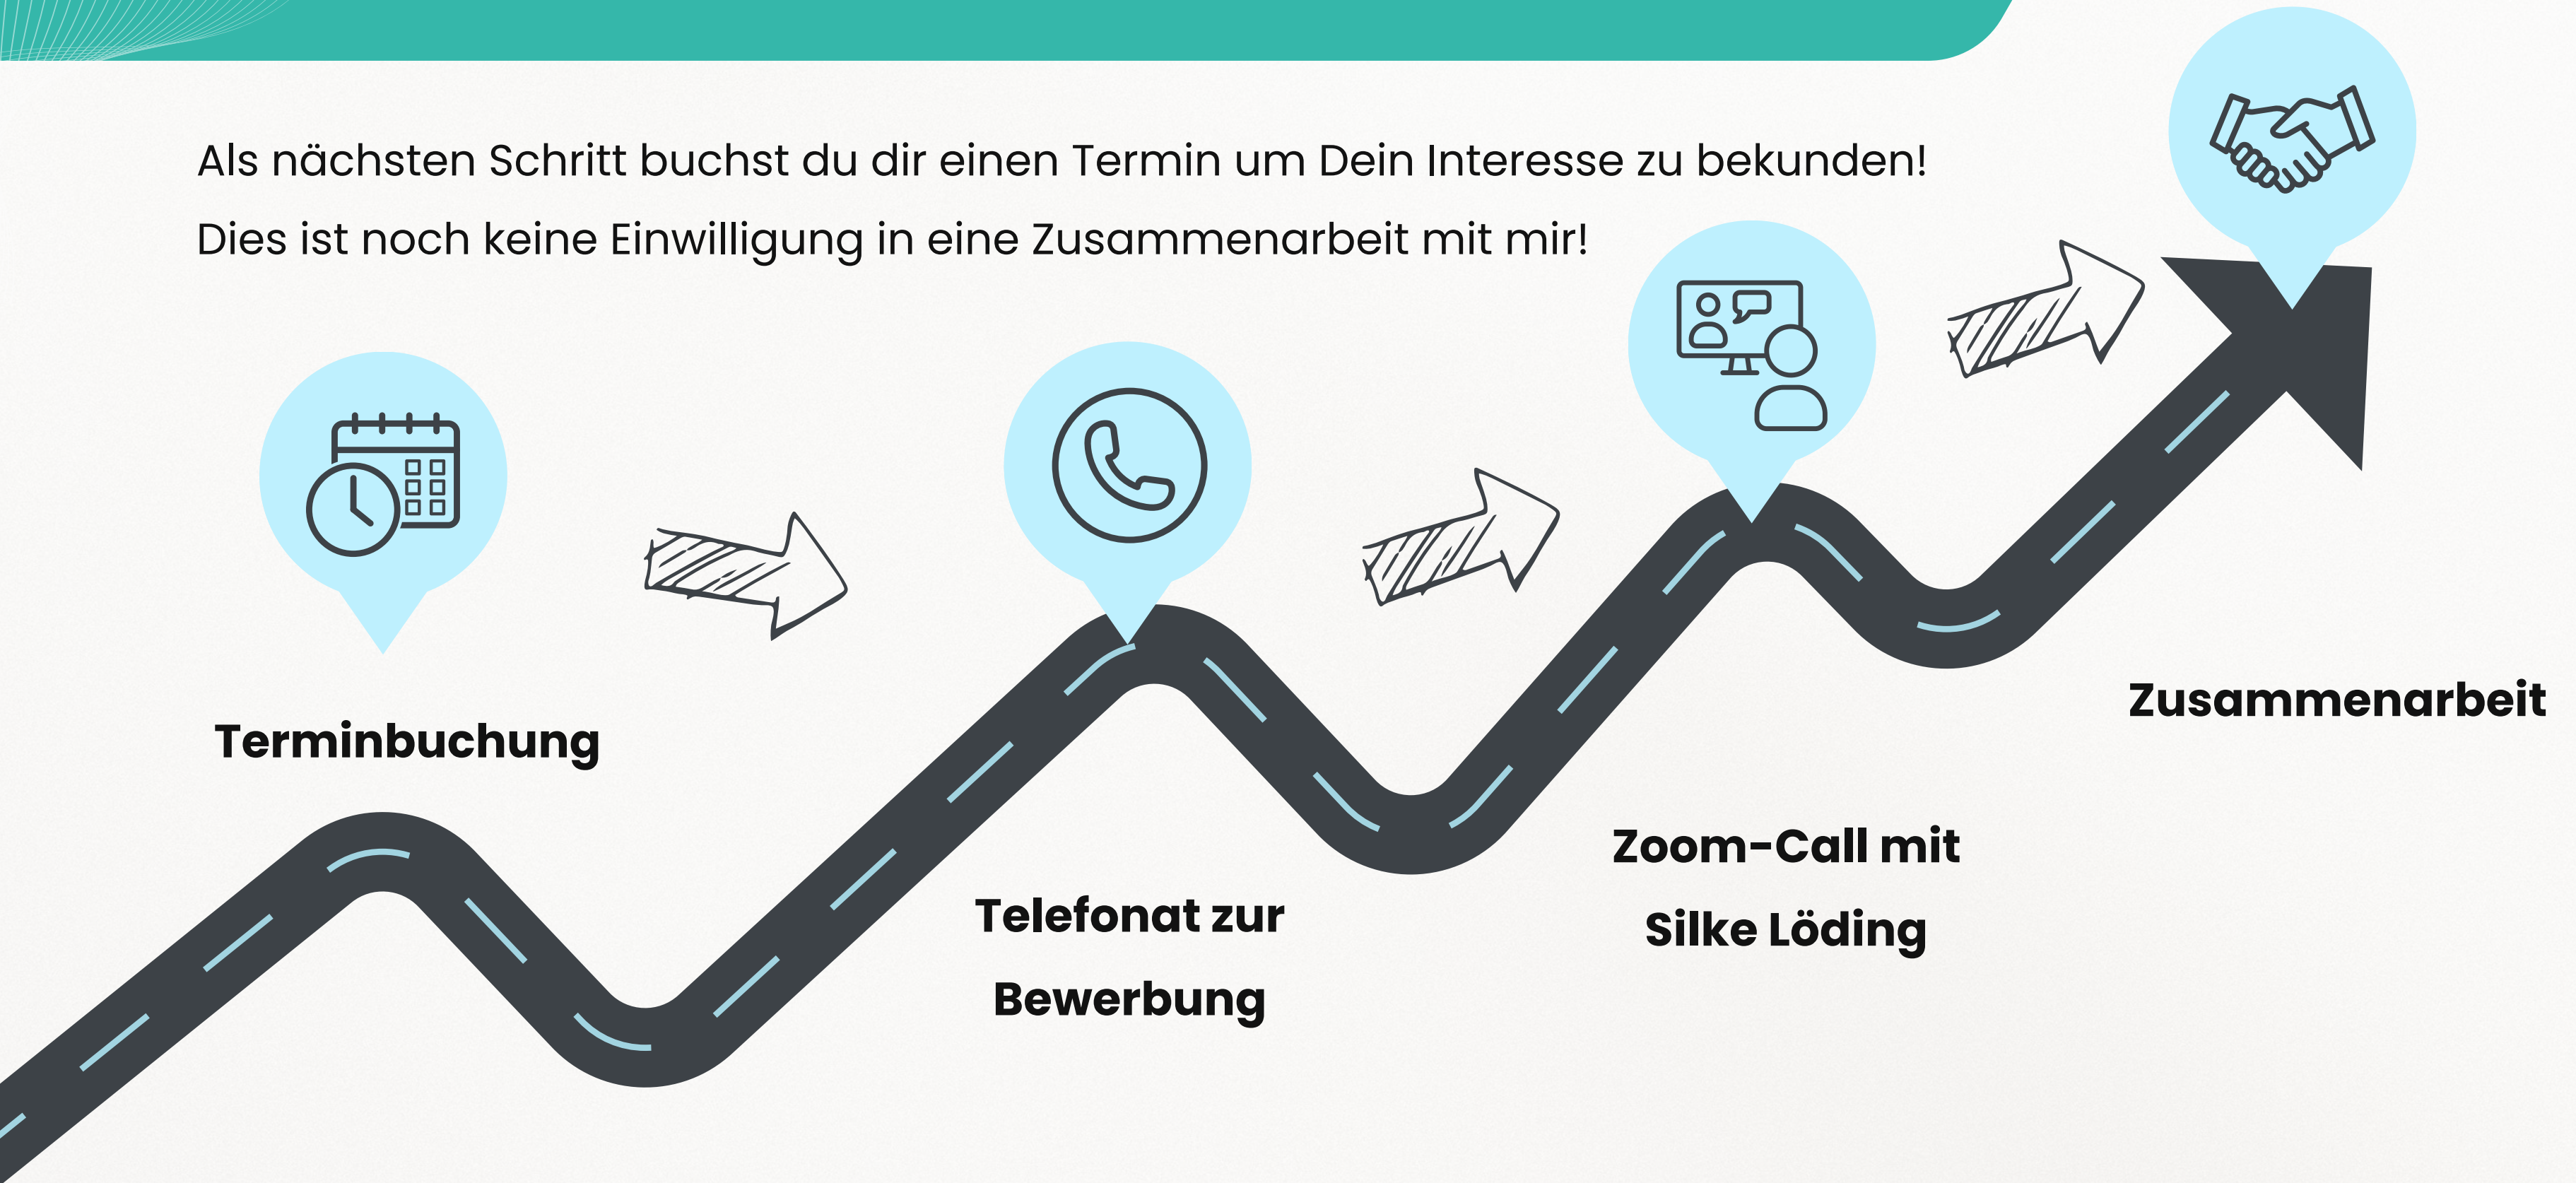 Als nächsten Schritt buchst du dir einen Termin um Dein Interesse zu bekunden!
Dies ist noch keine Einwilligung in eine Zusammenarbeit mit mir!
Terminbuchung
Telefonat zur
Bewerbung
Zoom-Call mit
Silke Löding
Zusammenarbeit